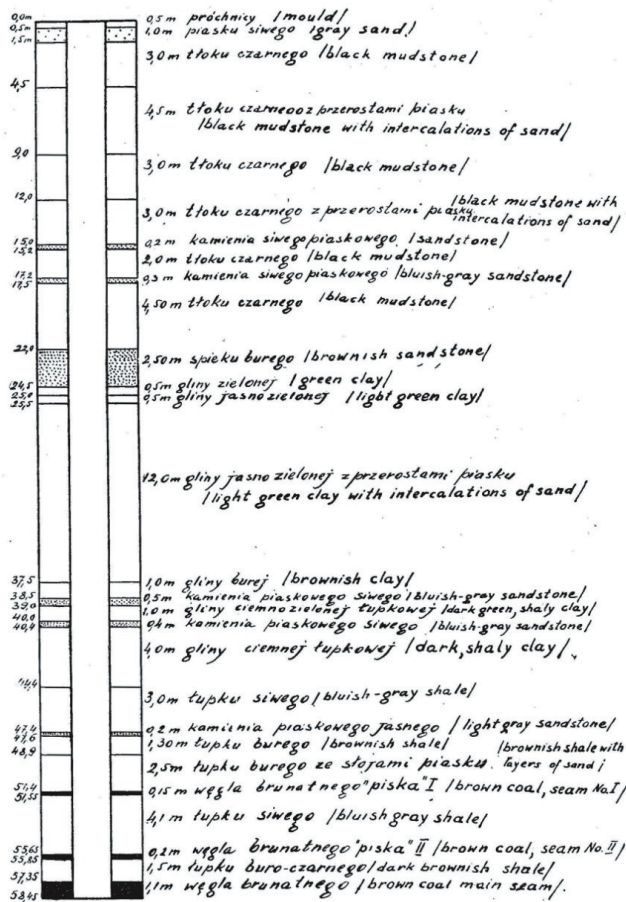 0,0m 0,5m próchnicy /mould/
0,5m 1,0m piasku siwego /gray sand/
1,5m
3,0m tłoku czarnego /black mudstone/
4,5
4,5m tłoku czarnego z przerostami piasku
/black mudstone with intercalations of sand/
9,0
3,0m tłoku czarnego /black mudstone/
12,0
/black mudstone with
3,0m tłoku czarnego z przerostami piasku
intercalations of sand/
15,0 0,2m kamienia siwego piaskowego /sandstone/
15,2
2,0m tłoku czarnego /black mudstone/
17,2 0,3m kamienia siwego piaskowego /bluish-gray sandstone/
17,5
4,50m tłoku czarnego /black mudstone/
22,0
2,50m spieku burego /brownish sandstone/
24,5 0,5m gliny zielonej /green clay/
25,0 0,5m gliny jasno zielonej /light green clay/
25,5
12,0m gliny jasno zielonej z przerostami piasku
/light green clay with intercalations of sand/
37,5 1,0m gliny burej /brownish clay/
38,5 0,5m kamienia piaskowego siwego /bluish-gray sandstone/
39,0 1,0m gliny ciemno zielonej łupkowej /dark green, shaly clay/
40,0 0,4m kamienia piaskowego siwego /bluish-gray sandstone/
40,4
4,0m gliny ciemnej łupkowej /dark, shaly clay/
44,4
3,0m łupku siwego /bluish-gray shale/
47,4 0,2m kamienia piaskowego jasnego /light gray sandstone/
47,6 1,30m łupku burego /brownish shale/
48,9 /brownish shale with
2,5m łupku burego ze słojami piasku. layers of sand/
51,4 0,15m węgla brunatnego "piska" I /brown coal, seam No.I/
51,55
4,1m łupku siwego /bluish gray shale/
55,65 0,2m węgla brunatnego "piska" II /brown coal, seam No.II/
55,85 1,5m łupku buro-czarnego /dark brownish shale/
57,35 1,1m węgla brunatnego /brown coal main seam/.
58,45